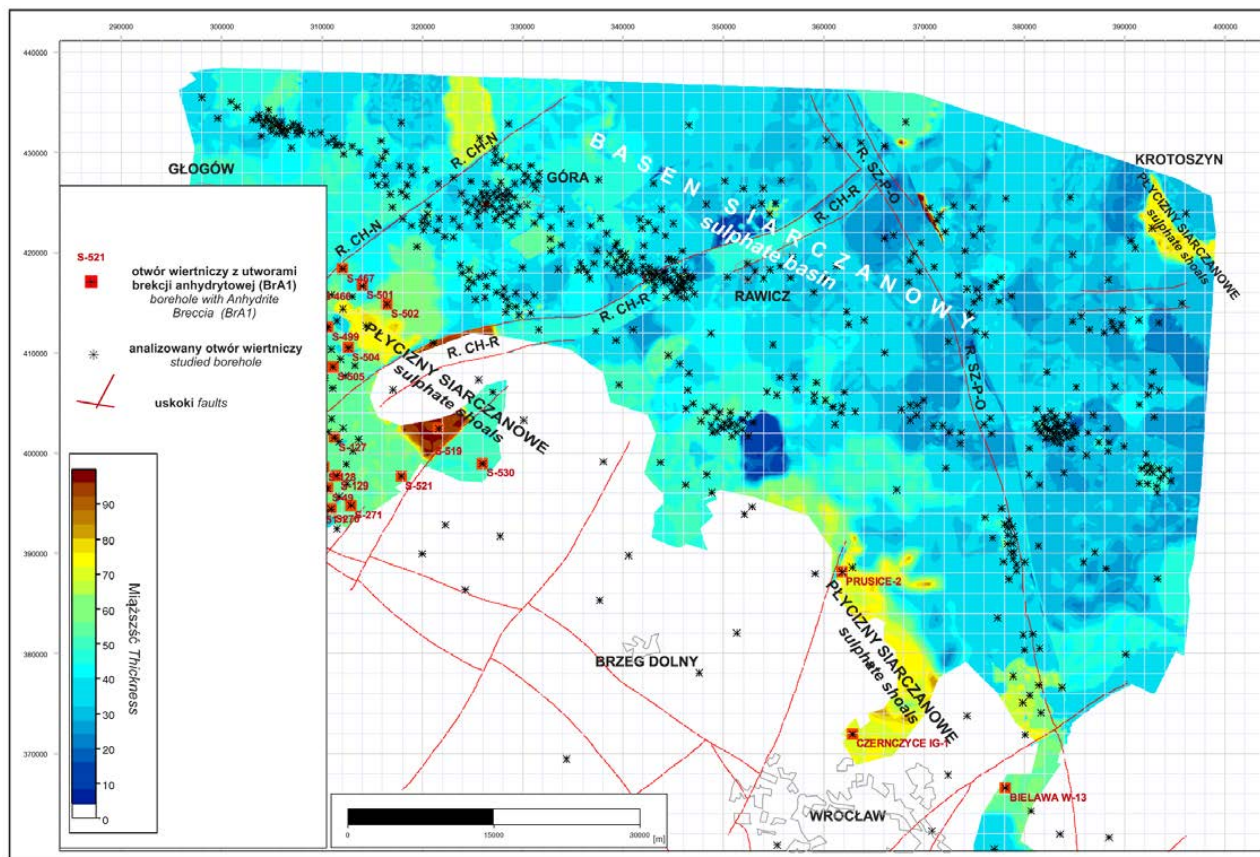 290000 300000 310000 320000 330000 340000 350000 360000 370000 380000 390000 400000
440000
430000
420000
410000
400000
390000
380000
370000
GŁOGÓW
R. CH-N
GÓRA
BASEN SIARCZANOWY
sulphate basin
R. SZ-P-O
R. CH-R
KROTOSZYN
PŁYCIZNY SIARCZANOWE
sulphate shoals
R. CH-N
S-467
S-501
S-502
S-499
S-504
S-505
RAWICZ
R. CH-R
R. CH-R
R. SZ-P-O
PŁYCIZNY SIARCZANOWE
sulphate shoals
S-519
S-530
S-521
S-271
PRUSICE-2
PŁYCIZNY SIARCZANOWE
sulphate shoals
BRZEG DOLNY
CZERNCZYCE IG-1
BIELAWA W-13
WROCŁAW
S-521
otwór wiertniczy z utworami
brekcji anhydrytowej (BrA1)
borehole with Anhydrite
Breccia (BrA1)
analizowany otwór wiertniczy
studied borehole
uskoki faults
90
80
70
60
50
40
30
20
10
0
Miąższść Thickness
0 15000 30000
[m]